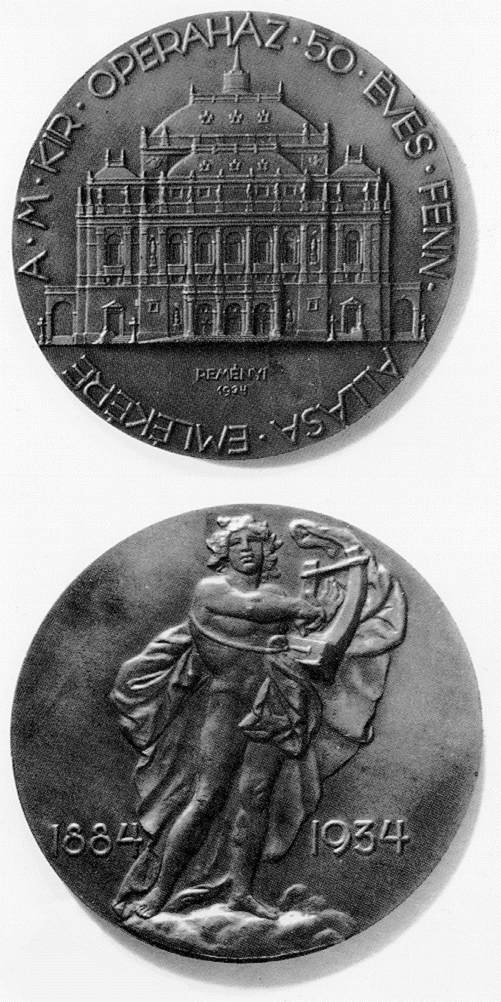 A · M · KIR · OPERAHÁZ · 50 · ÉVES · FENN · ÁLLÁSA · EMLÉKÉRE
REMÉNYI
1934
1884 1934